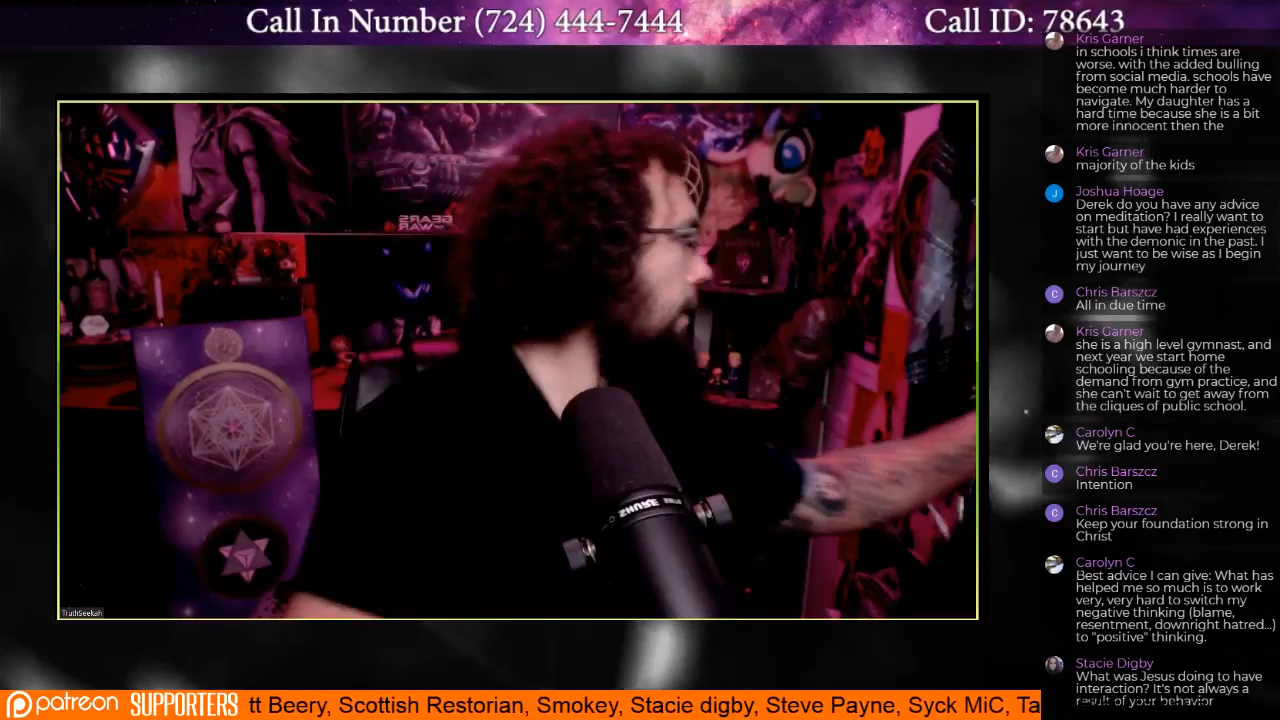 Call In Number (724) 444-7444
Call ID: 78643
Kris Garner
in schools i think times are
worse. with the added bulling
from social media. schools have
become much harder to
navigate. My daughter has a
hard time because she is a bit
more innocent then the
Kris Garner
majority of the kids
J
Joshua Hoage
Derek do you have any advice
on meditation? I really want to
start but have had experiences
with the demonic in the past. I
just want to be wise as I begin
my journey
C
Chris Barszcz
All in due time
Kris Garner
she is a high level gymnast, and
next year we start home
schooling because of the
demand from gym practice, and
she can't wait to get away from
the cliques of public school.
Carolyn C
We're glad you're here, Derek!
C
Chris Barszcz
Intention
C
Chris Barszcz
Keep your foundation strong in
Christ
Carolyn C
Best advice I can give: What has
helped me so much is to work
very, very hard to switch my
negative thinking (blame,
resentment, downright hatred...)
to "positive" thinking.
Stacie Digby
What was Jesus doing to have
interaction? It's not always a
result of your behavior
GEARS
OF WAR
SHURE
TruthSeekah
patreon SUPPORTERS tt Beery, Scottish Restorian, Smokey, Stacie digby, Steve Payne, Syck MiC, Ta